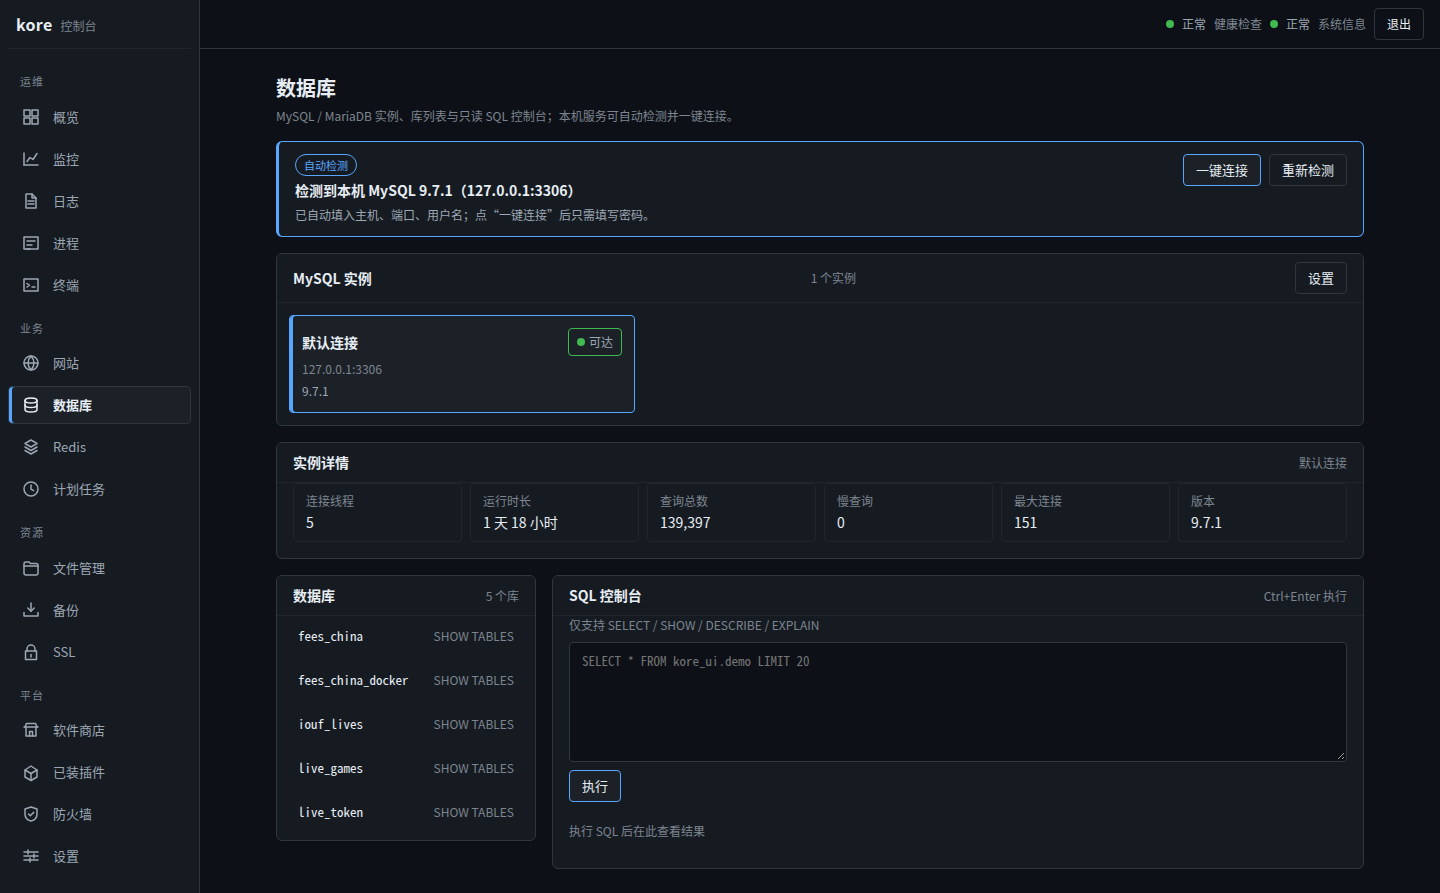 kore 控制台
正常 健康检查 正常 系统信息 退出
运维
概览
监控
日志
进程
终端
业务
网站
数据库
Redis
计划任务
资源
文件管理
备份
SSL
平台
软件商店
已装插件
防火墙
设置
数据库
MySQL / MariaDB 实例、库列表与只读 SQL 控制台；本机服务可自动检测并一键连接。
自动检测
检测到本机 MySQL 9.7.1（127.0.0.1:3306）
已自动填入主机、端口、用户名；点“一键连接”后只需填写密码。
一键连接 重新检测
MySQL 实例 1 个实例 设置
默认连接 可达
127.0.0.1:3306
9.7.1
实例详情 默认连接
连接线程 运行时长 查询总数 慢查询 最大连接 版本
5 1 天 18 小时 139,397 0 151 9.7.1
数据库 5 个库
fees_china SHOW TABLES
fees_china_docker SHOW TABLES
iouf_lives SHOW TABLES
live_games SHOW TABLES
live_token SHOW TABLES
SQL 控制台 Ctrl+Enter 执行
仅支持 SELECT / SHOW / DESCRIBE / EXPLAIN
SELECT * FROM kore_ui.demo LIMIT 20
执行
执行 SQL 后在此查看结果